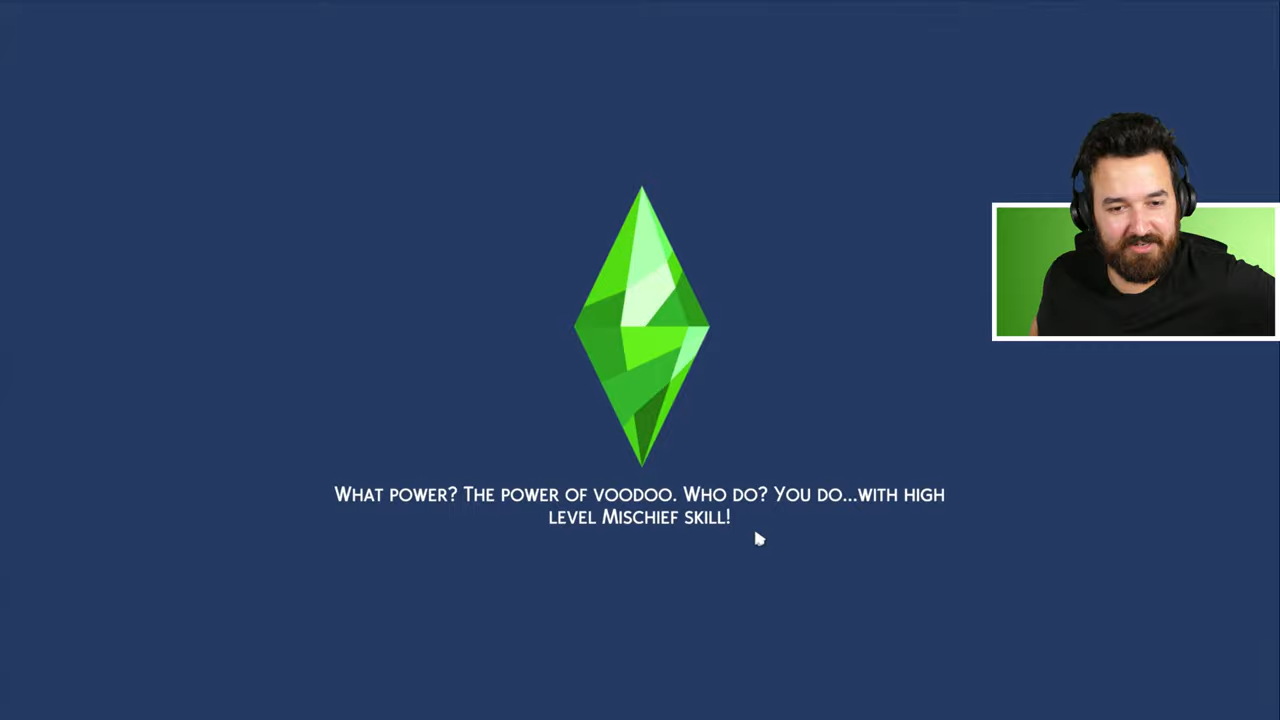 What power? The power of voodoo. Who do? You do...with high
level Mischief skill!